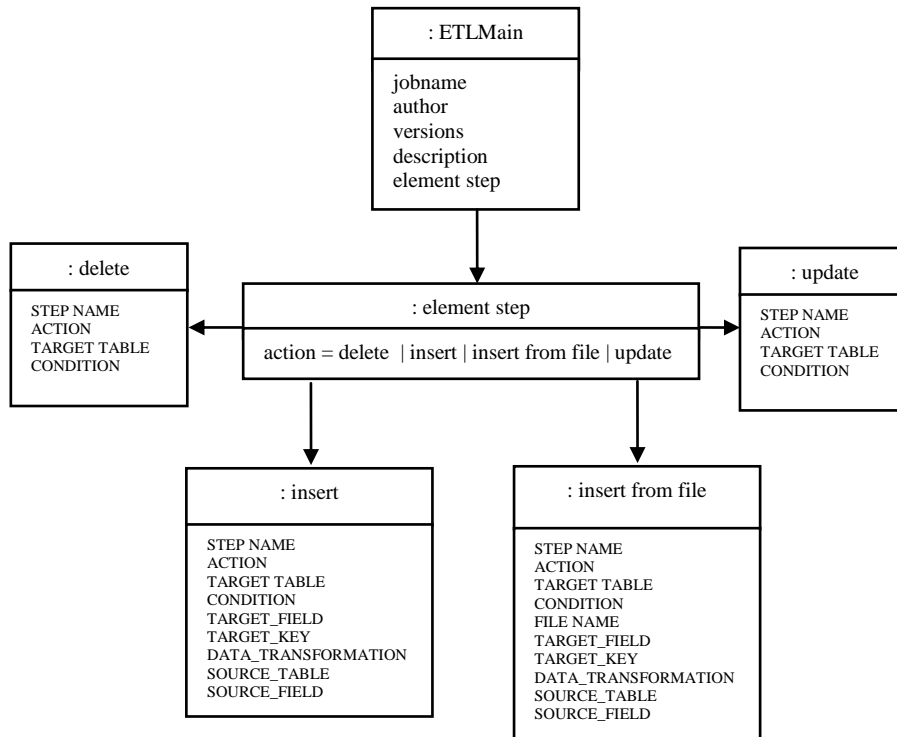 : ETLMain
jobname
author
versions
description
element step
: delete
STEP NAME
ACTION
TARGET TABLE
CONDITION
: element step
action = delete | insert | insert from file | update
: update
STEP NAME
ACTION
TARGET TABLE
CONDITION
: insert
STEP NAME
ACTION
TARGET TABLE
CONDITION
TARGET_FIELD
TARGET_KEY
DATA_TRANSFORMATION
SOURCE_TABLE
SOURCE_FIELD
: insert from file
STEP NAME
ACTION
TARGET TABLE
CONDITION
FILE NAME
TARGET_FIELD
TARGET_KEY
DATA_TRANSFORMATION
SOURCE_TABLE
SOURCE_FIELD